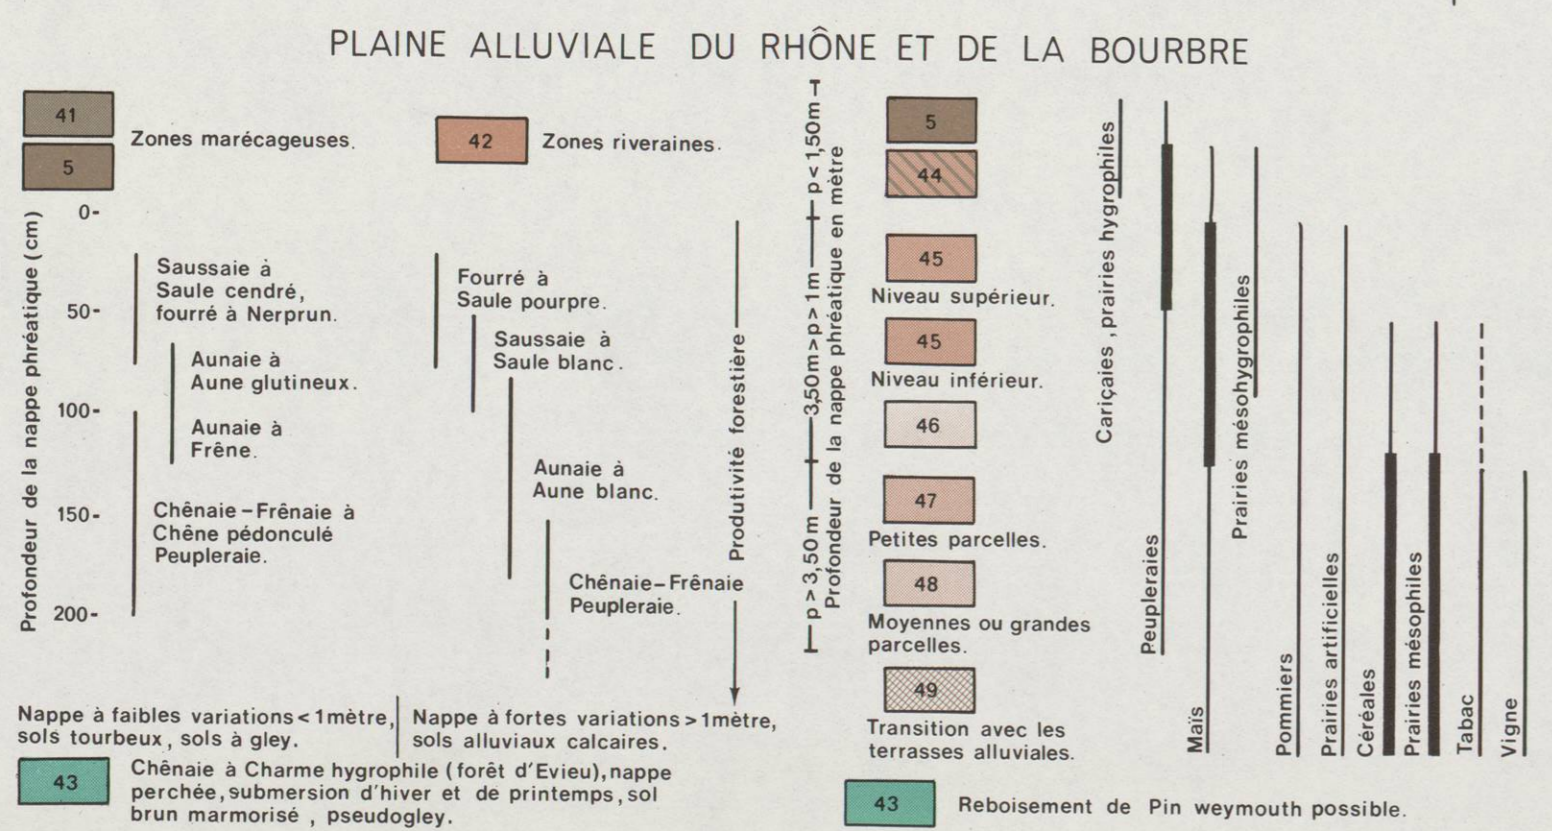 PLAINE ALLUVIALE DU RHÔNE ET DE LA BOURBRE
41
5
Zones marécageuses.
42
Zones riveraines.
Profondeur de la nappe phréatique (cm)
0-
50-
100-
150-
200-
Saussaie à
Saule cendré,
fourré à Nerprun.
Aunaie à
Aune glutineux.
Aunaie à
Frêne.
Chênaie-Frênaie à
Chêne pédonculé
Peupleraie.
Fourré à
Saule pourpre.
Saussaie à
Saule blanc.
Aunaie à
Aune blanc.
Chênaie-Frênaie
Peupleraie.
Produtivité forestière
Nappe à faibles variations<1mètre,
sols tourbeux, sols à gley.
Nappe à fortes variations>1mètre,
sols alluviaux calcaires.
43
Chênaie à Charme hygrophile (forêt d'Evieu), nappe
perchée, submersion d'hiver et de printemps, sol
brun marmorisé , pseudogley.
p > 3,50 m
3,50m>p>1m
p<1,50m
Profondeur de la nappe phréatique en mètre
5
44
45
Niveau supérieur.
45
Niveau inférieur.
46
47
Petites parcelles.
48
Moyennes ou grandes
parcelles.
49
Transition avec les
terrasses alluviales.
Cariçaies , prairies hygrophiles
Peupleraies
Maïs
Prairies mésohygrophiles
Pommiers
Prairies artificielles
Céréales
Prairies mésophiles
Tabac
Vigne
43
Reboisement de Pin weymouth possible.